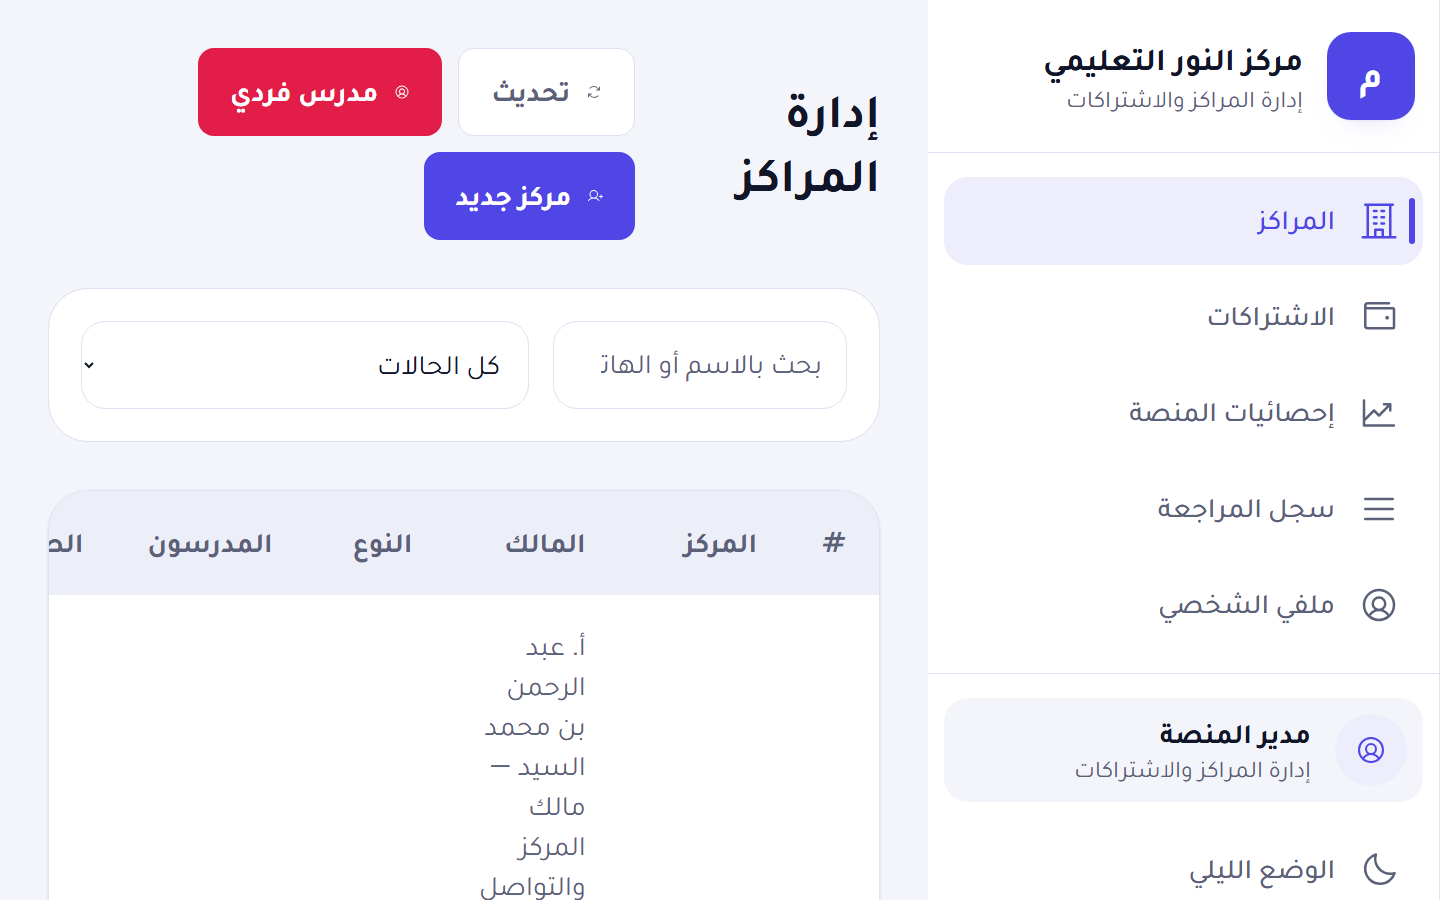 م
مركز النور التعليمي
إدارة المراكز والاشتراكات
المراكز
الاشتراكات
إحصائيات المنصة
سجل المراجعة
ملفي الشخصي
مدير المنصة
إدارة المراكز والاشتراكات
الوضع الليلي
إدارة
المراكز
تحديث
مدرس فردي
مركز جديد
بحث بالاسم أو الهات
كل الحالات
# المركز المالك النوع المدرسون الط
أ. عبد
الرحمن
بن محمد
السيد —
مالك
المركز
والتواصل